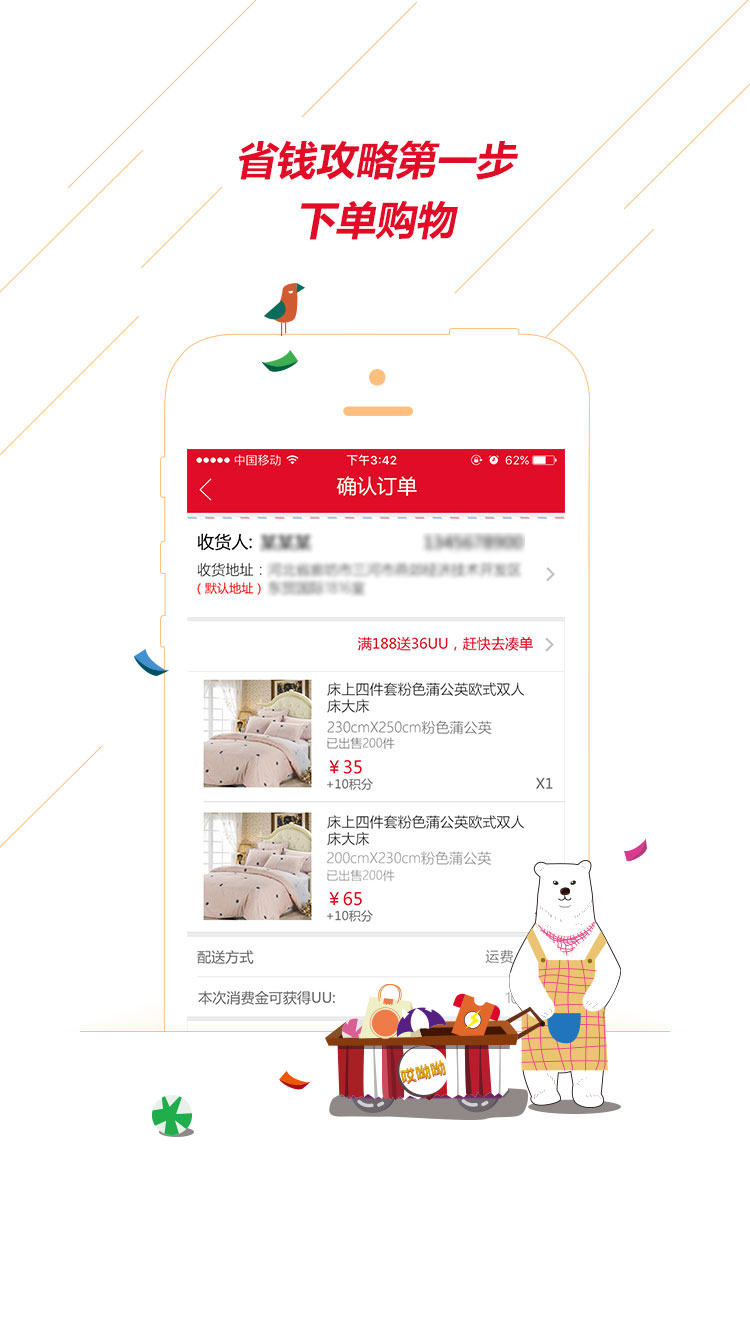 省钱攻略第一步
下单购物
中国移动 下午3:42 62%
确认订单
收货人:
收货地址：
(默认地址)
满188送36UU，赶快去凑单
床上四件套粉色蒲公英欧式双人
床大床
230cmX250cm粉色蒲公英
已出售200件
￥35
+10积分 X1
床上四件套粉色蒲公英欧式双人
床大床
200cmX230cm粉色蒲公英
已出售200件
￥65
+10积分
配送方式 运费
本次消费金可获得UU:
哎呦呦